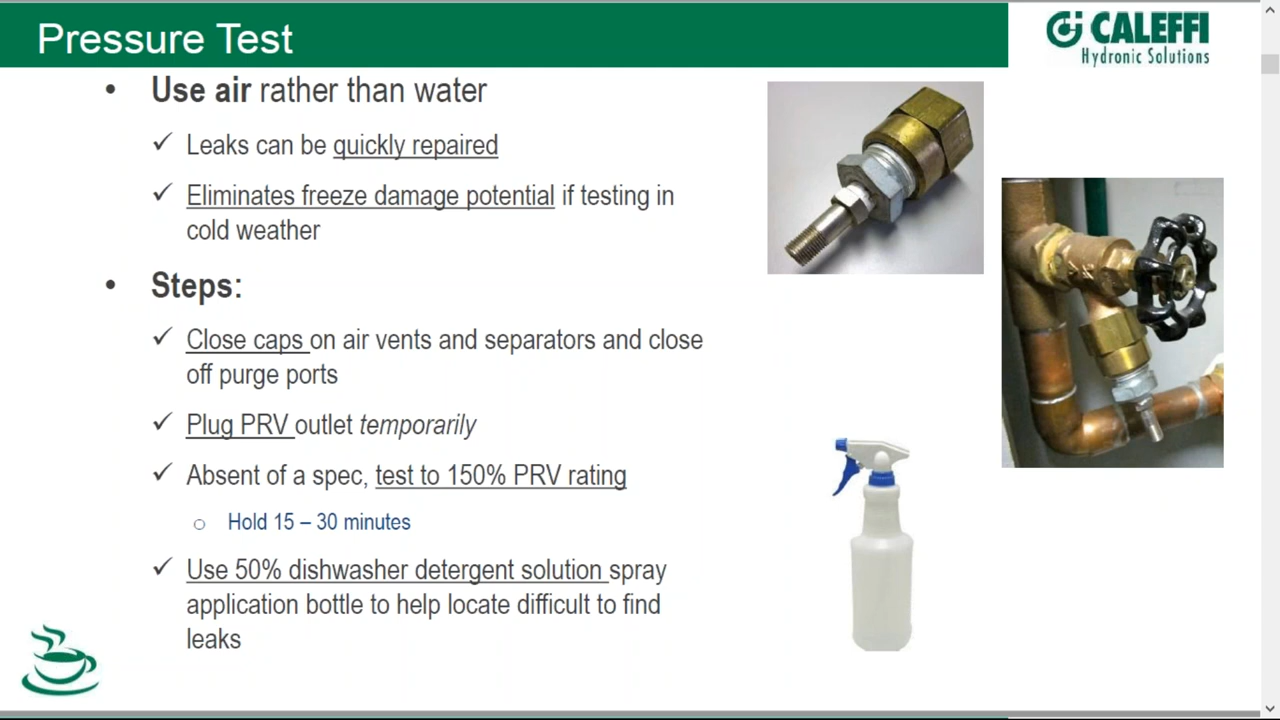 Pressure Test
CALEFFI
Hydronic Solutions
• Use air rather than water
✓ Leaks can be quickly repaired
✓ Eliminates freeze damage potential if testing in
cold weather
• Steps:
✓ Close caps on air vents and separators and close
off purge ports
✓ Plug PRV outlet temporarily
✓ Absent of a spec, test to 150% PRV rating
○ Hold 15 – 30 minutes
✓ Use 50% dishwasher detergent solution spray
application bottle to help locate difficult to find
leaks